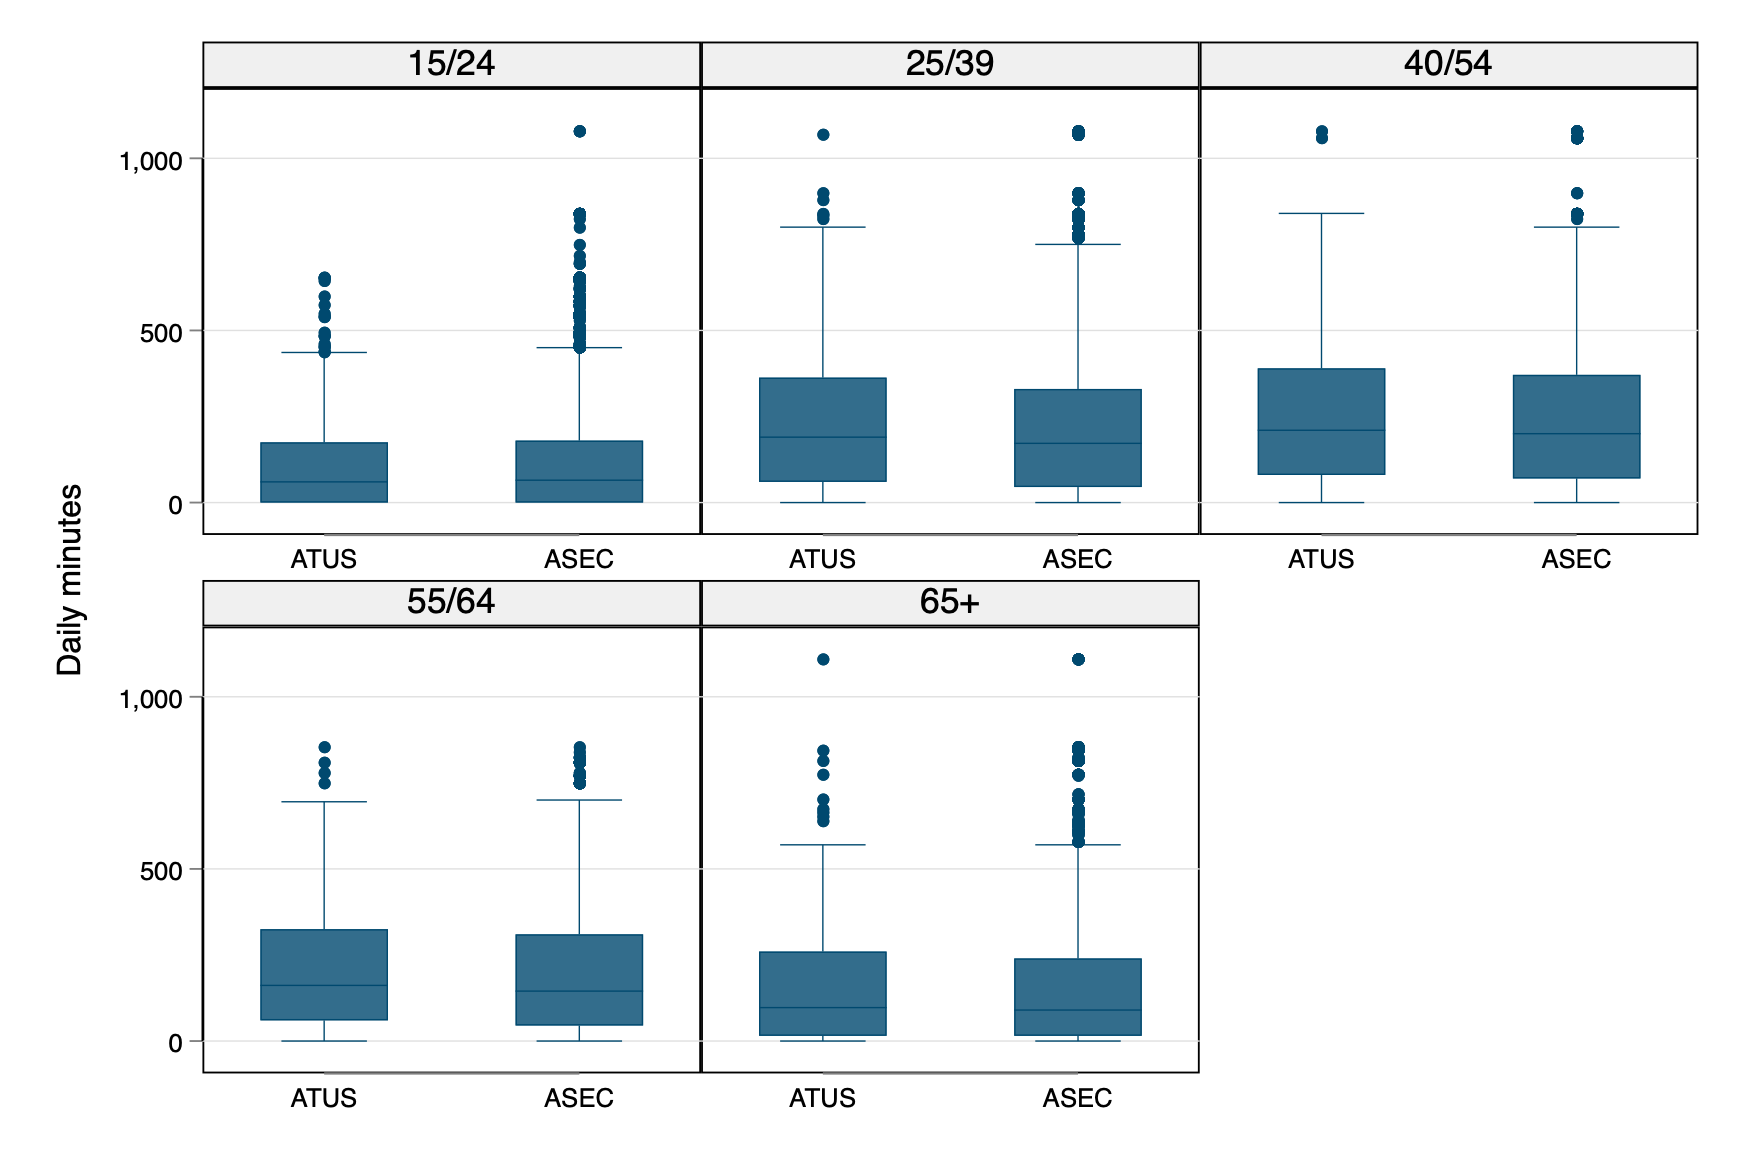 Daily minutes
15/24 25/39 40/54
1,000
500
0
ATUS ASEC ATUS ASEC ATUS ASEC
55/64 65+
1,000
500
0
ATUS ASEC ATUS ASEC